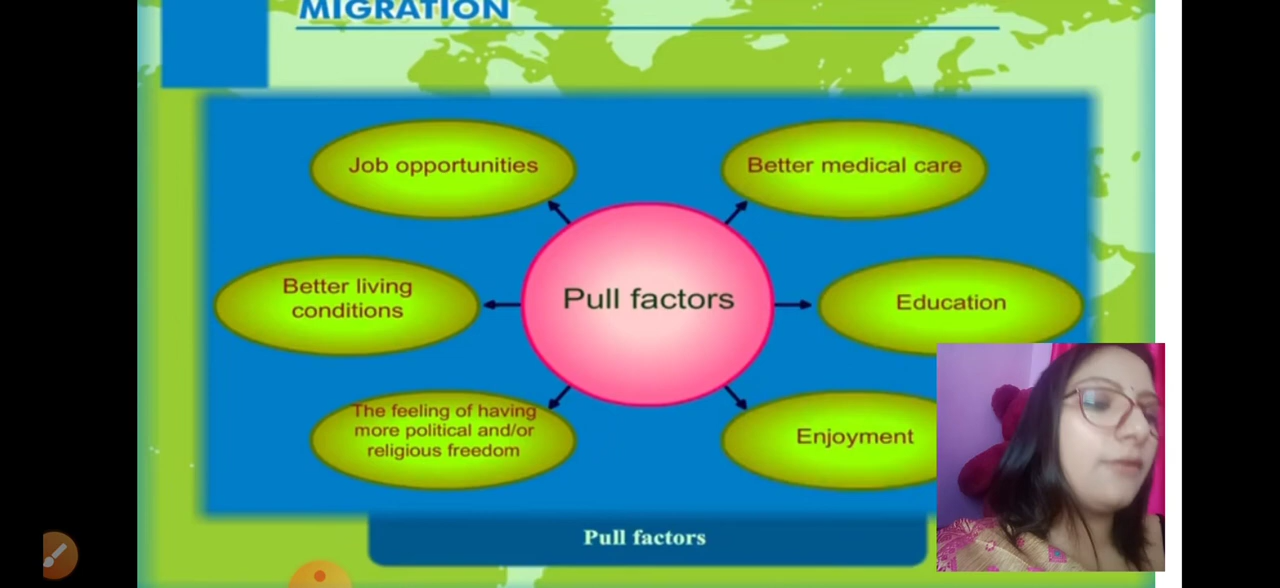 MIGRATION
Job opportunities
Better medical care
Better living
conditions
Pull factors
Education
The feeling of having
more political and/or
religious freedom
Enjoyment
Pull factors